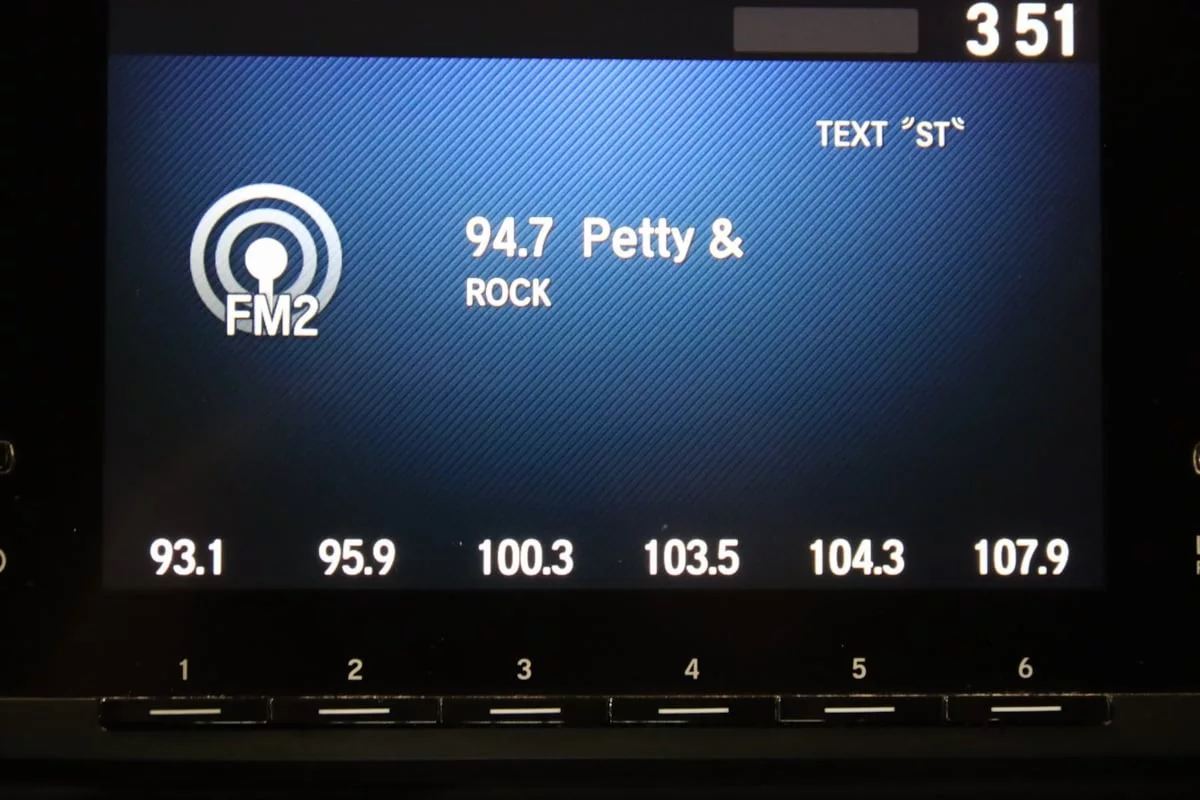 3 51
TEXT "ST"
94.7 Petty &
ROCK
FM2
93.1 95.9 100.3 103.5 104.3 107.9
1 2 3 4 5 6